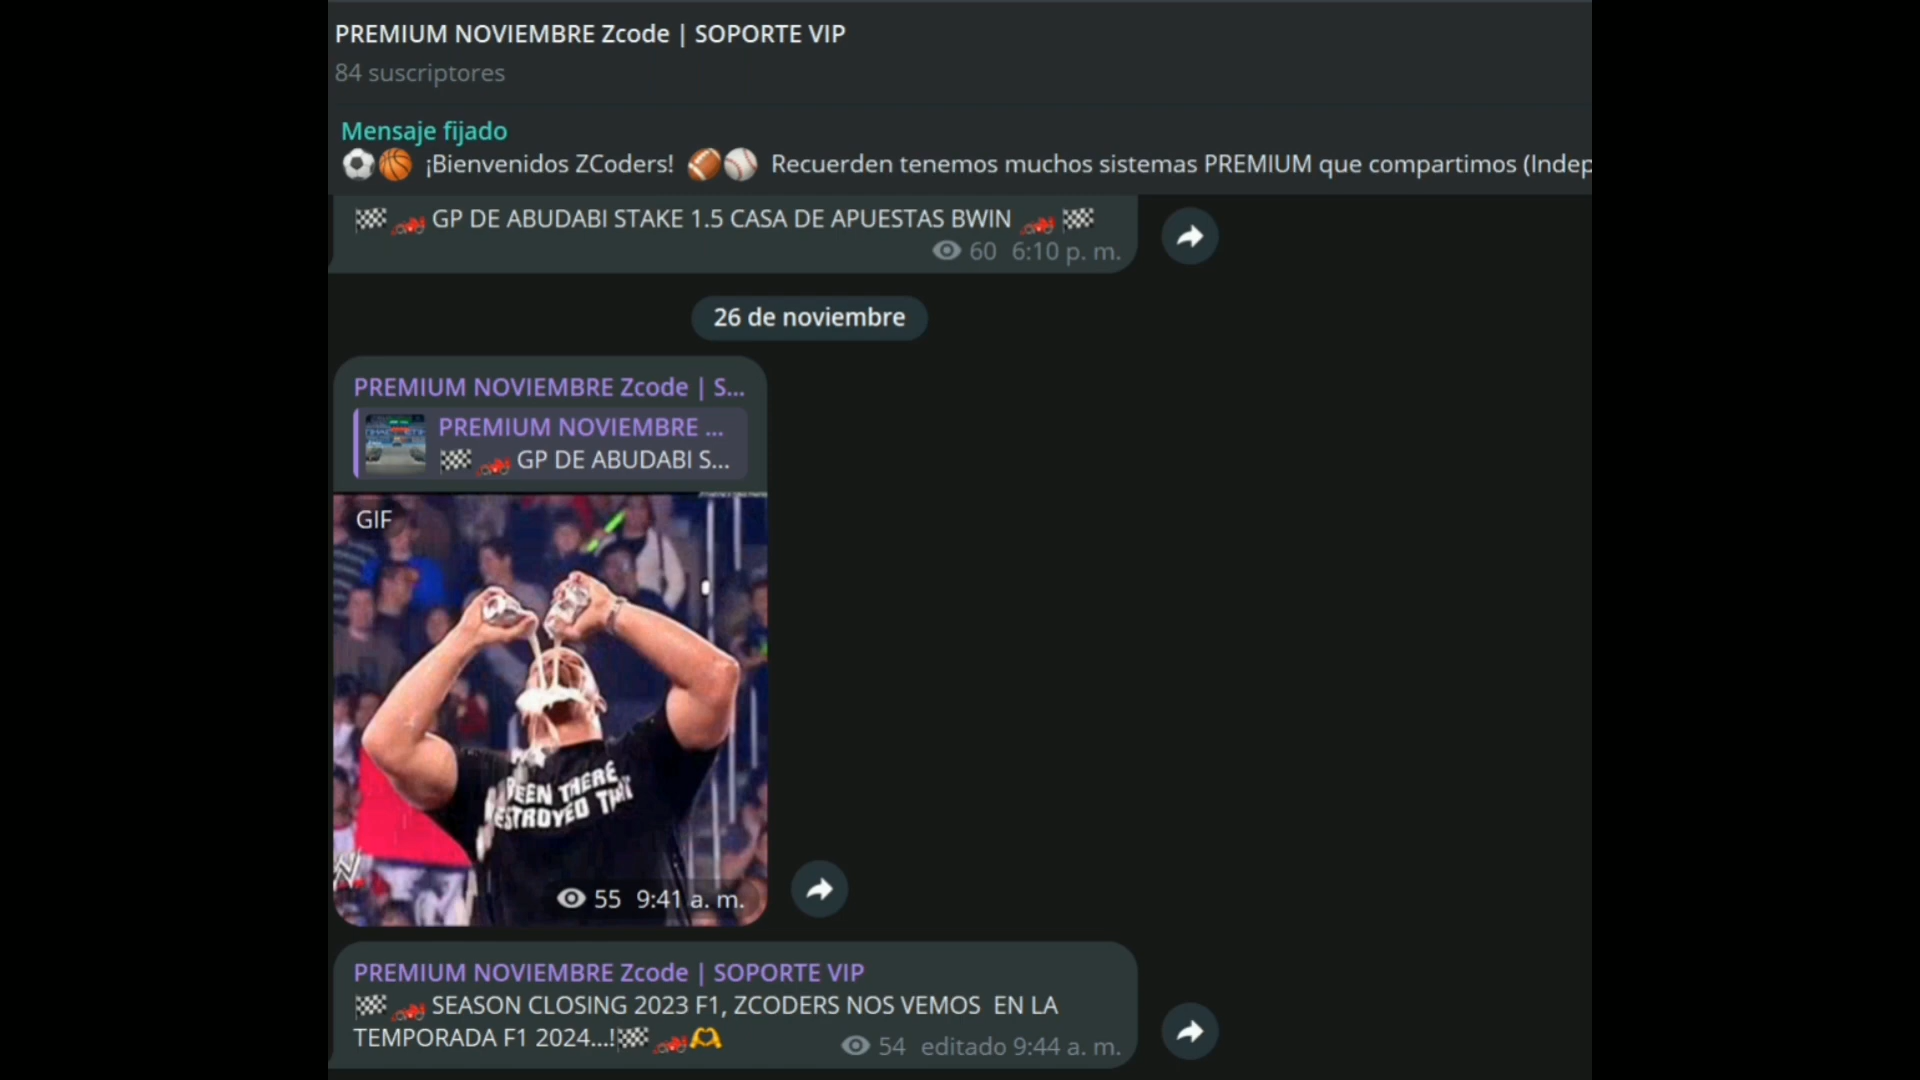 PREMIUM NOVIEMBRE Zcode | SOPORTE VIP
84 suscriptores
Mensaje fijado
⚽🏀 ¡Bienvenidos ZCoders! 🏈⚾ Recuerden tenemos muchos sistemas PREMIUM que compartimos (Indep
🏁🏎️ GP DE ABUDABI STAKE 1.5 CASA DE APUESTAS BWIN 🏎️🏁
60 6:10 p. m.
26 de noviembre
PREMIUM NOVIEMBRE Zcode | S...
PREMIUM NOVIEMBRE ...
🏁🏎️ GP DE ABUDABI S...
GIF
BEEN THERE
ESTROYED THAT
W
55 9:41 a. m.
PREMIUM NOVIEMBRE Zcode | SOPORTE VIP
🏁🏎️ SEASON CLOSING 2023 F1, ZCODERS NOS VEMOS EN LA
TEMPORADA F1 2024...!🏁🏎️🫶
54 editado 9:44 a. m.